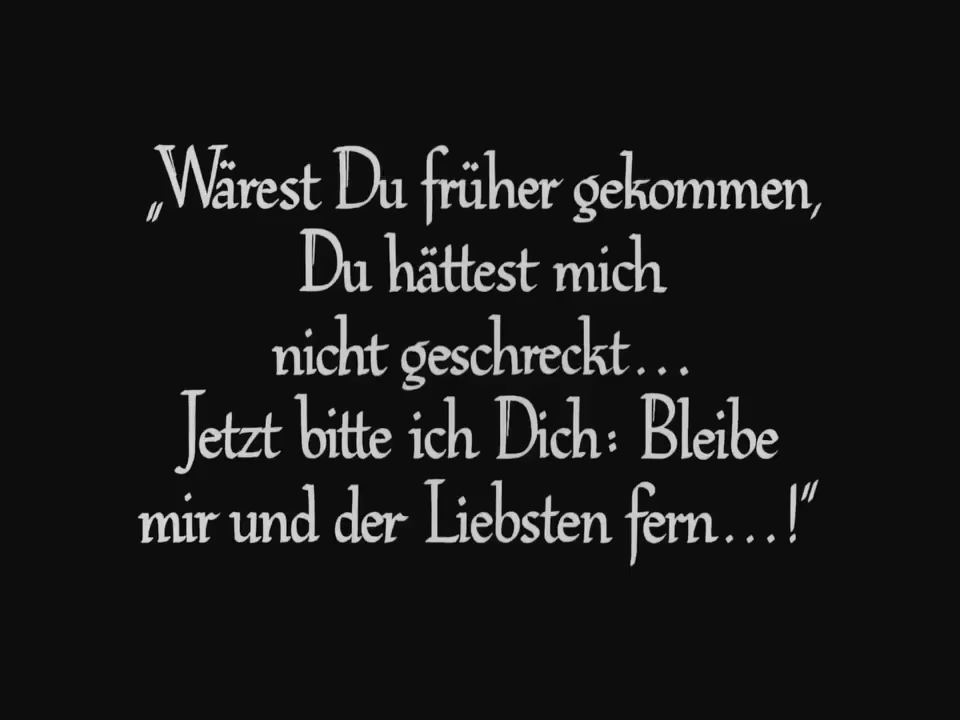 „Wärest Du früher gekommen,
Du hättest mich
nicht geschreckt...
Jetzt bitte ich Dich: Bleibe
mir und der Liebsten fern...!“